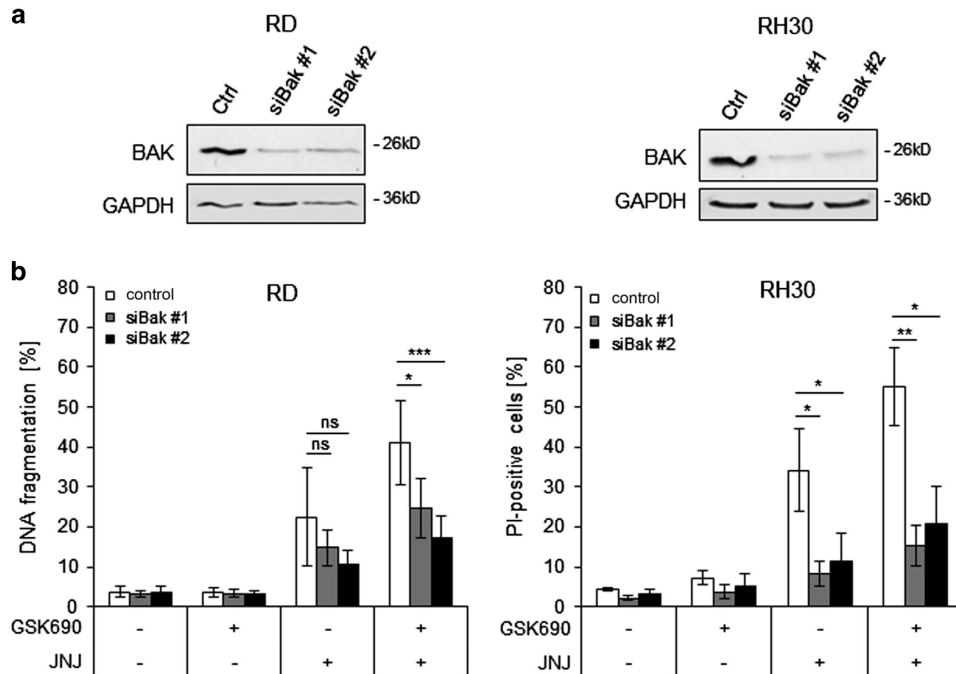 a
RD
Ctrl
siBak #1
siBak #2
BAK
-26kD
GAPDH
-36kD
RH30
Ctrl
siBak #1
siBak #2
BAK
-26kD
GAPDH
-36kD
b
RD
control
siBak #1
siBak #2
DNA fragmentation [%]
80
70
60
50
40
30
20
10
0
ns
ns
***
*
GSK690 - + - +
JNJ - - + +
RH30
control
siBak #1
siBak #2
PI-positive cells [%]
80
70
60
50
40
30
20
10
0
*
*
*
**
GSK690 - + - +
JNJ - - + +